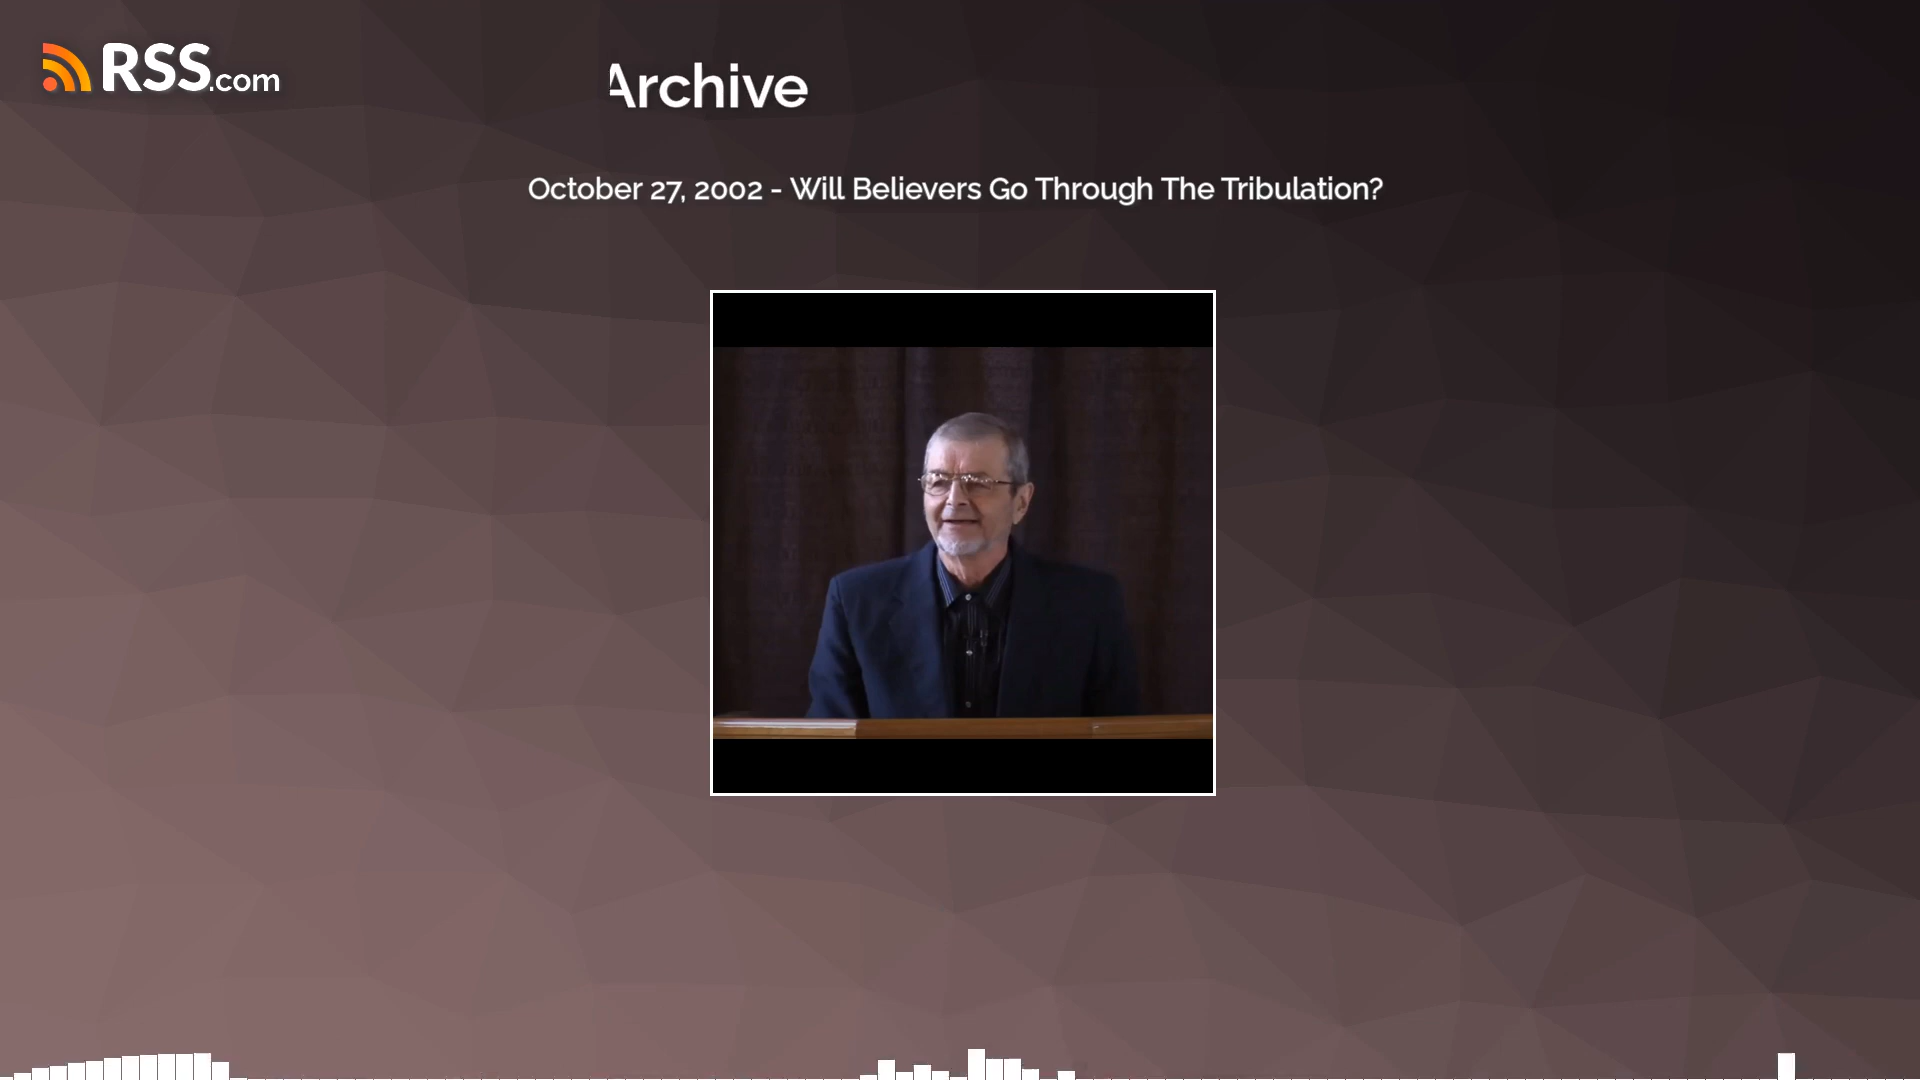 RSS.com
Archive
October 27, 2002 - Will Believers Go Through The Tribulation?